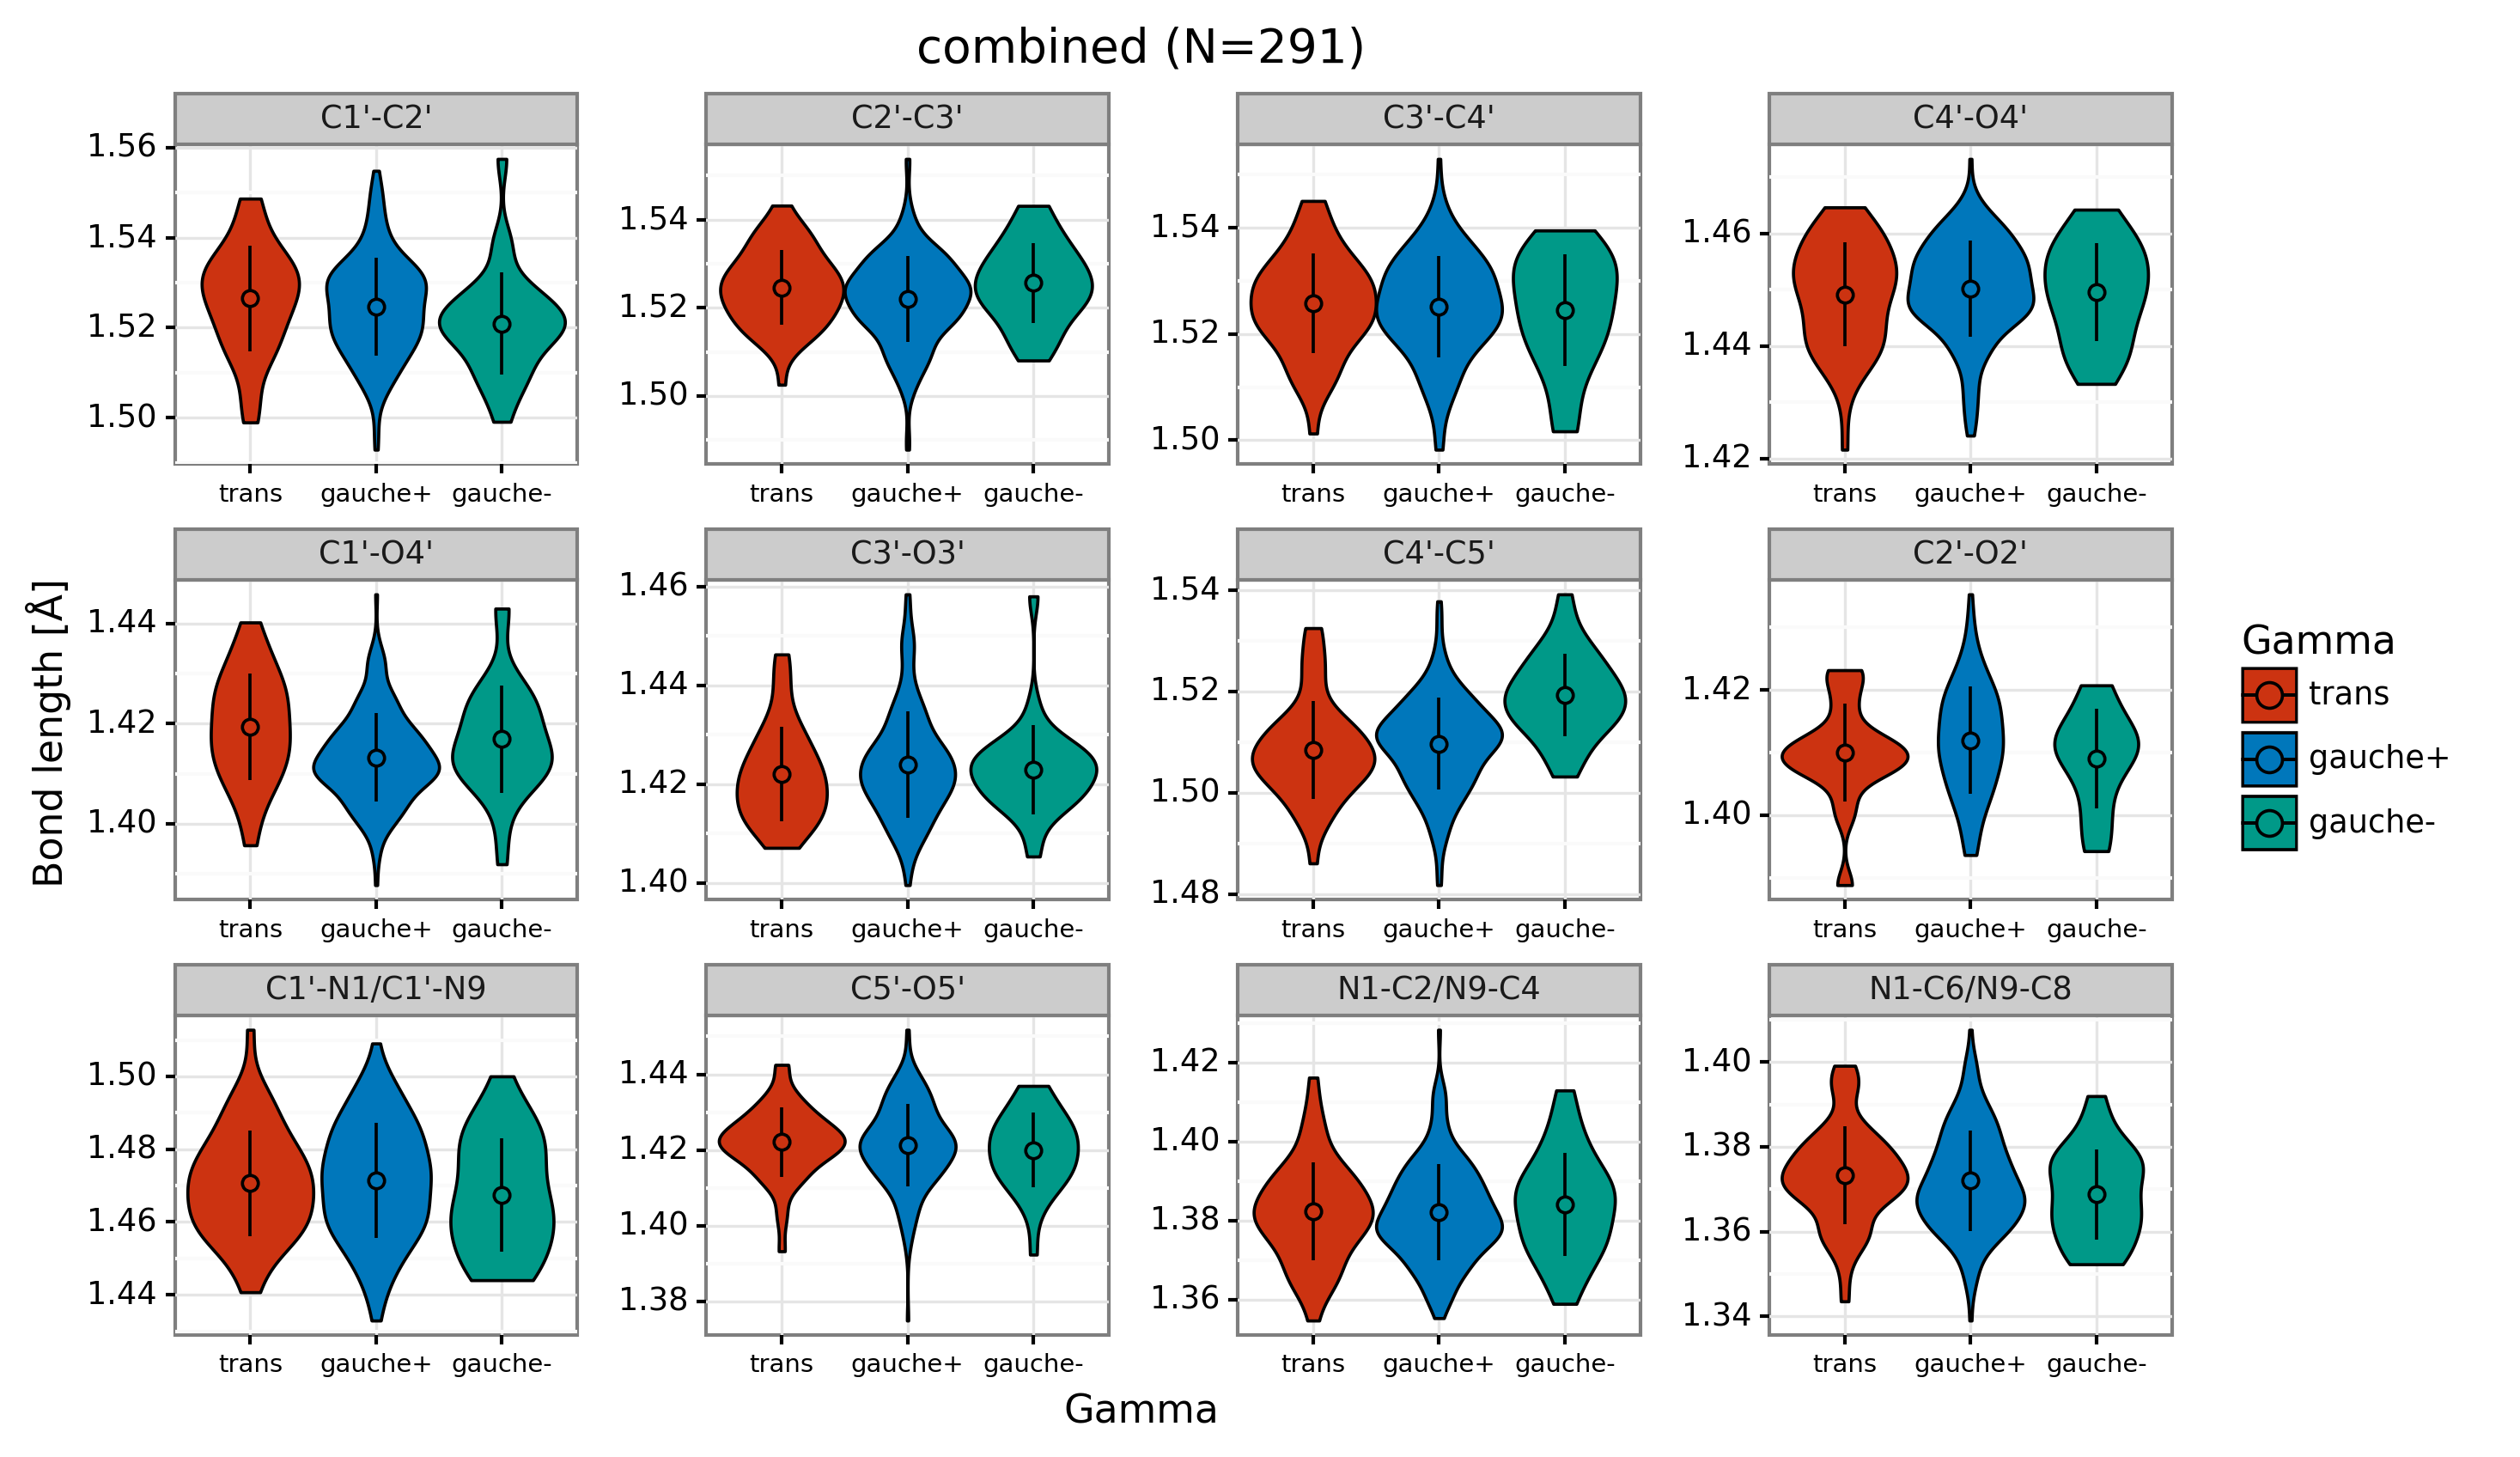 combined (N=291)
C1'-C2'
C2'-C3'
C3'-C4'
C4'-O4'
1.56
1.54
1.52
1.50
1.54
1.52
1.50
1.54
1.52
1.50
1.46
1.44
1.42
trans gauche+ gauche-
trans gauche+ gauche-
trans gauche+ gauche-
trans gauche+ gauche-
C1'-O4'
C3'-O3'
C4'-C5'
C2'-O2'
Bond length [Å]
1.44
1.42
1.40
1.46
1.44
1.42
1.40
1.54
1.52
1.50
1.48
1.42
1.40
trans gauche+ gauche-
trans gauche+ gauche-
trans gauche+ gauche-
trans gauche+ gauche-
Gamma
trans
gauche+
gauche-
C1'-N1/C1'-N9
C5'-O5'
N1-C2/N9-C4
N1-C6/N9-C8
1.50
1.48
1.46
1.44
1.44
1.42
1.40
1.38
1.42
1.40
1.38
1.36
1.40
1.38
1.36
1.34
trans gauche+ gauche-
trans gauche+ gauche-
trans gauche+ gauche-
trans gauche+ gauche-
Gamma